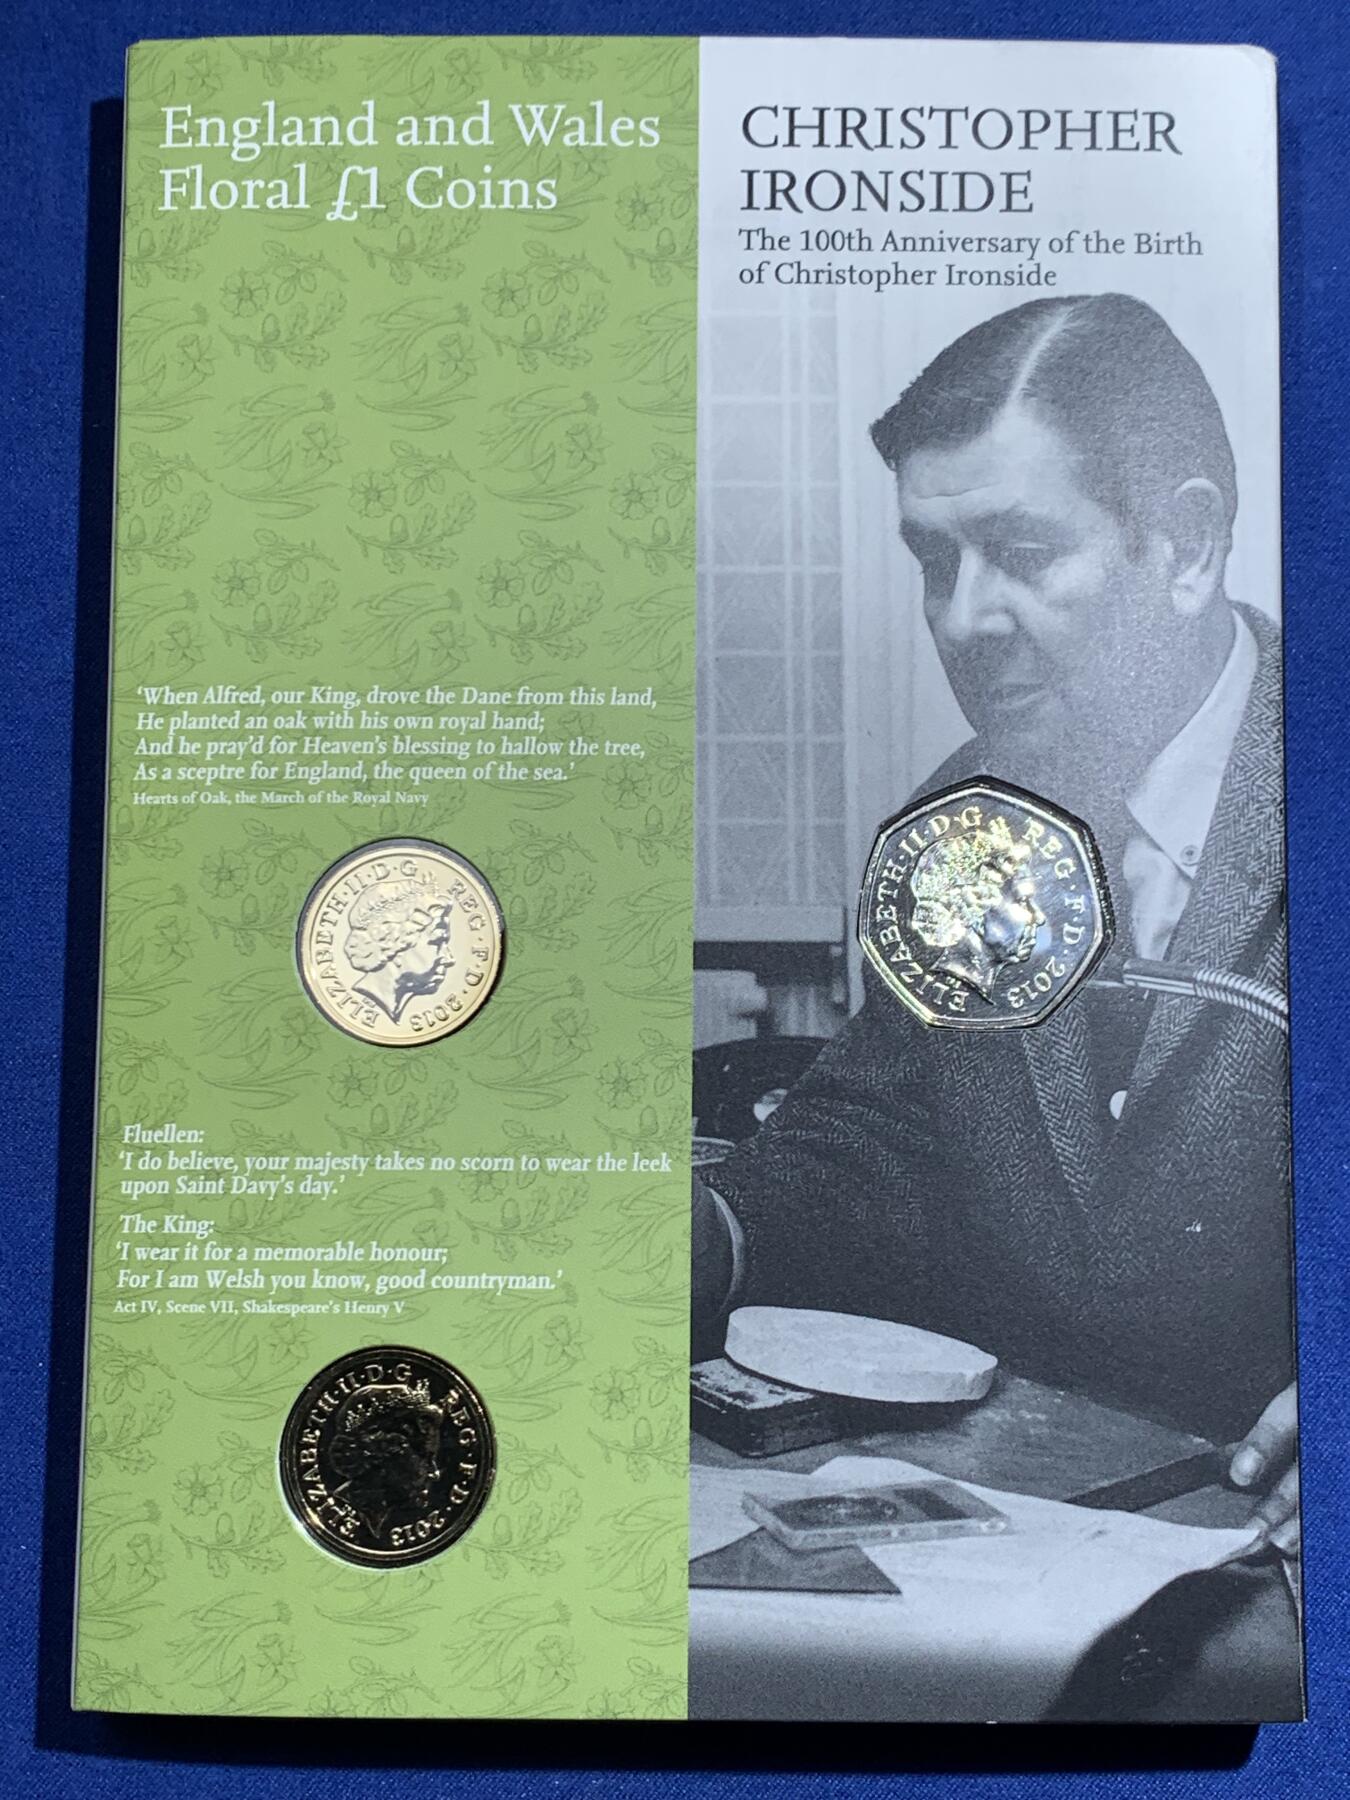 England and Wales
Floral £1 Coins
'When Alfred, our King, drove the Dane from this land,
He planted an oak with his own royal hand;
And he pray'd for Heaven's blessing to hallow the tree,
As a sceptre for England, the queen of the sea.'
Hearts of Oak, the March of the Royal Navy
ELIZABETH·II·D·G REG·F·D·2013
Fluellen:
'I do believe, your majesty takes no scorn to wear the leek
upon Saint Davy's day.'
The King:
'I wear it for a memorable honour;
For I am Welsh you know, good countryman.'
Act IV, Scene VII, Shakespeare's Henry V
ELIZABETH·II·D·G REG·F·D·2013
CHRISTOPHER
IRONSIDE
The 100th Anniversary of the Birth
of Christopher Ironside
ELIZABETH·II·D·G REG·F·D·2013